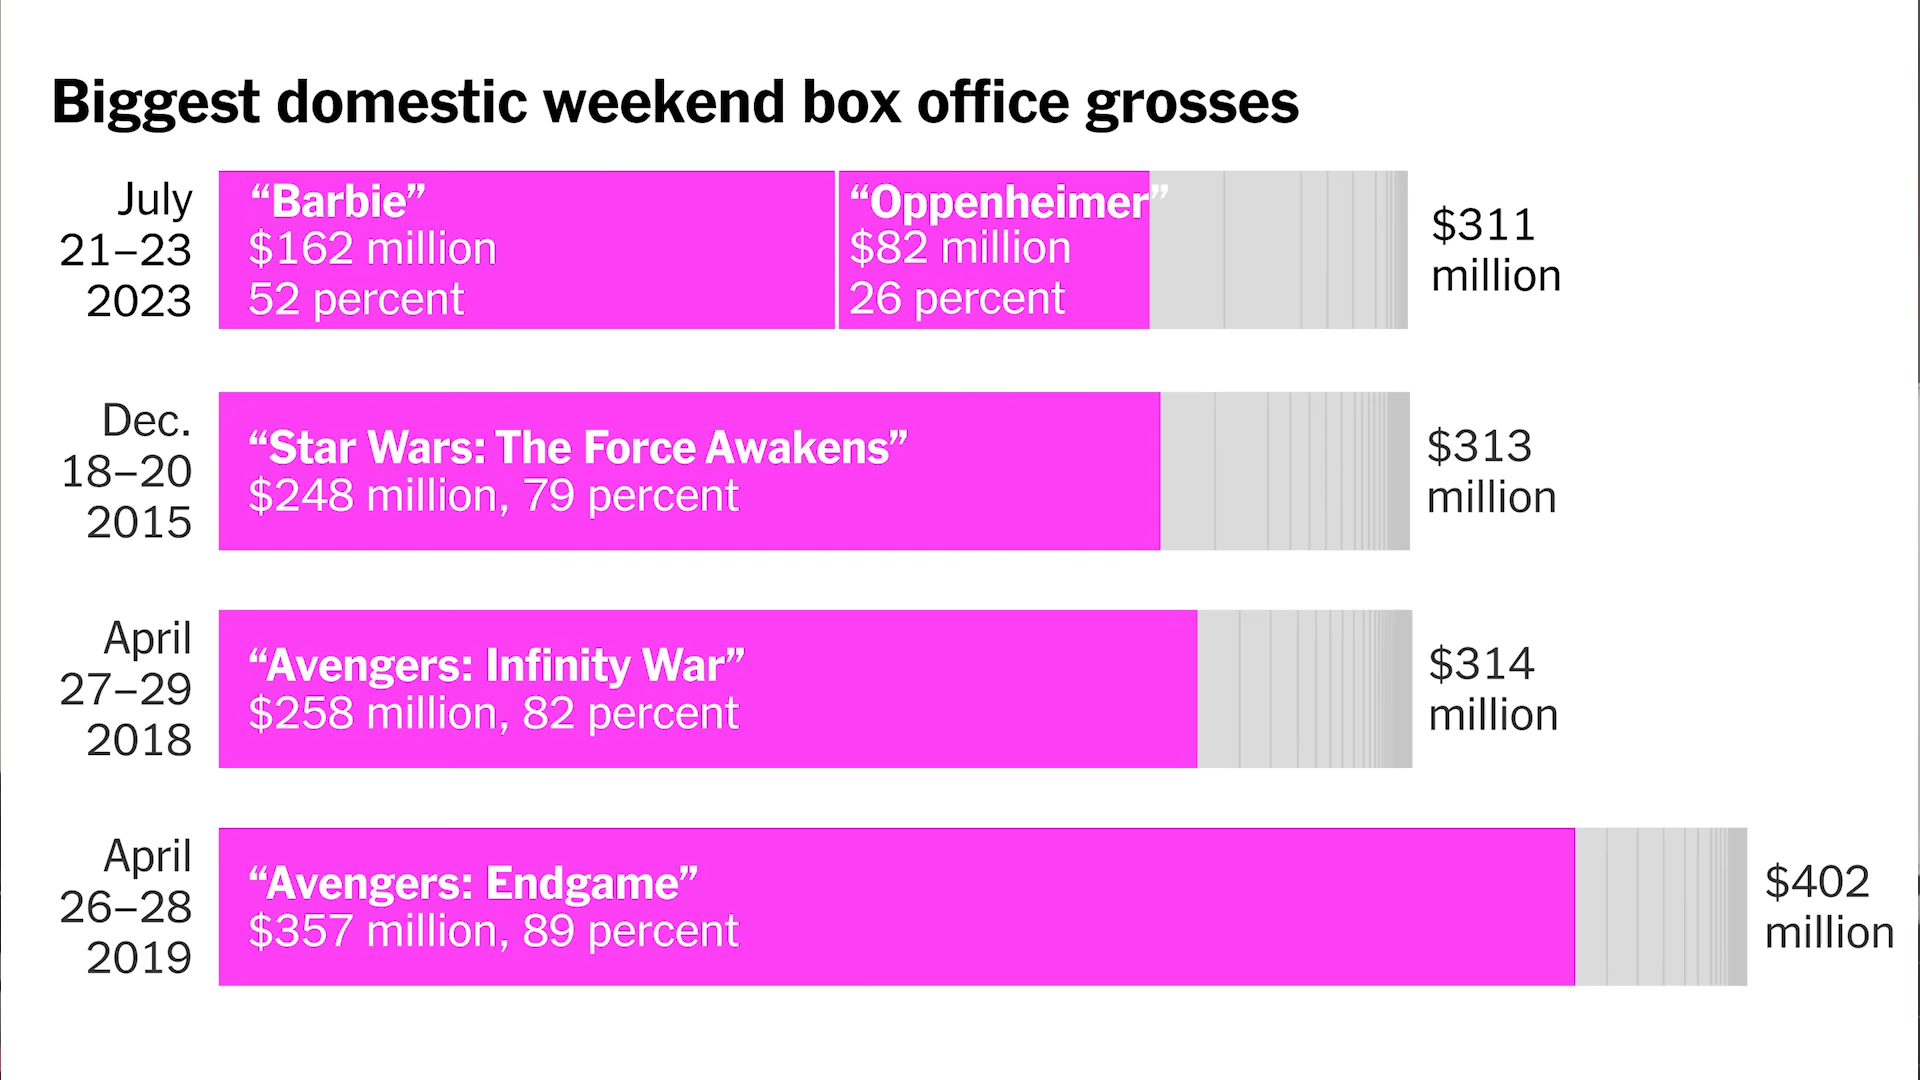 Biggest domestic weekend box office grosses
July
21–23
2023
“Barbie”
$162 million
52 percent
“Oppenheimer”
$82 million
26 percent
$311
million
Dec.
18–20
2015
“Star Wars: The Force Awakens”
$248 million, 79 percent
$313
million
April
27–29
2018
“Avengers: Infinity War”
$258 million, 82 percent
$314
million
April
26–28
2019
“Avengers: Endgame”
$357 million, 89 percent
$402
million